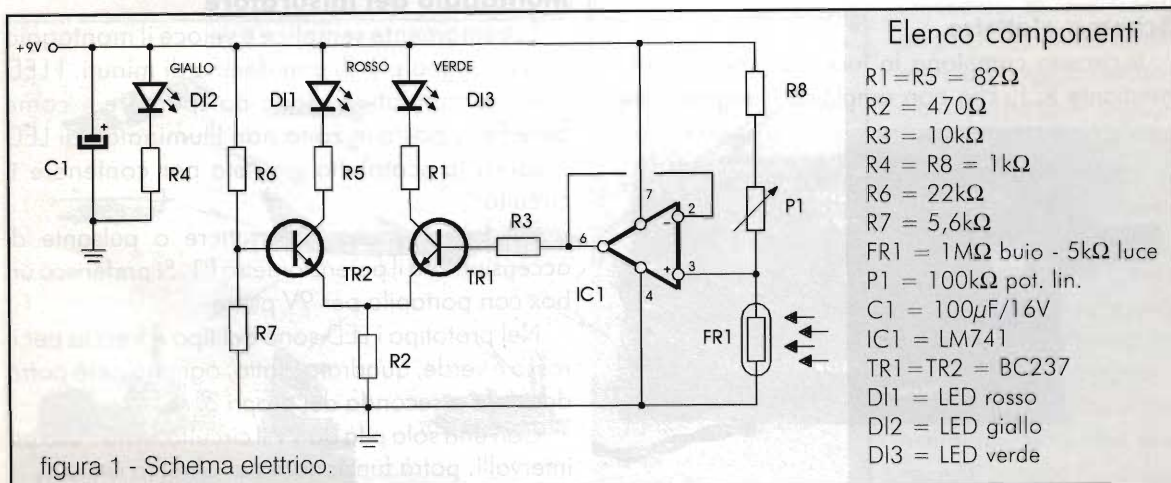 Montaggio del misuratore
+9V
GIALLO
ROSSO
VERDE
DI2
DI1
DI3
R8
C1
+
R4
R6
R5
R1
R3
P1
7
2
6
3
4
−
+
TR2
TR1
IC1
FR1
R7
R2
figura 1 - Schema elettrico.
Elenco componenti
R1=R5 = 82Ω
R2 = 470Ω
R3 = 10kΩ
R4 = R8 = 1kΩ
R6 = 22kΩ
R7 = 5,6kΩ
FR1 = 1MΩ buio - 5kΩ luce
P1 = 100kΩ pot. lin.
C1 = 100µF/16V
IC1 = LM741
TR1=TR2 = BC237
DI1 = LED rosso
DI2 = LED giallo
DI3 = LED verde